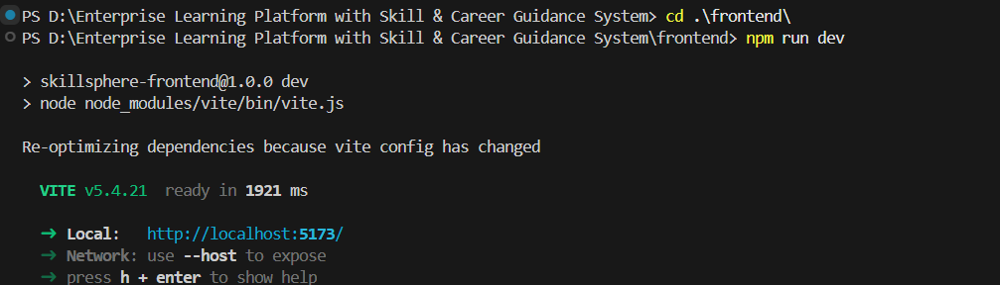 PS D:\Enterprise Learning Platform with Skill & Career Guidance System> cd .\frontend\
PS D:\Enterprise Learning Platform with Skill & Career Guidance System\frontend> npm run dev
> skillsphere-frontend@1.0.0 dev
> node node_modules/vite/bin/vite.js
Re-optimizing dependencies because vite config has changed
VITE v5.4.21 ready in 1921 ms
➜ Local: http://localhost:5173/
➜ Network: use --host to expose
➜ press h + enter to show help